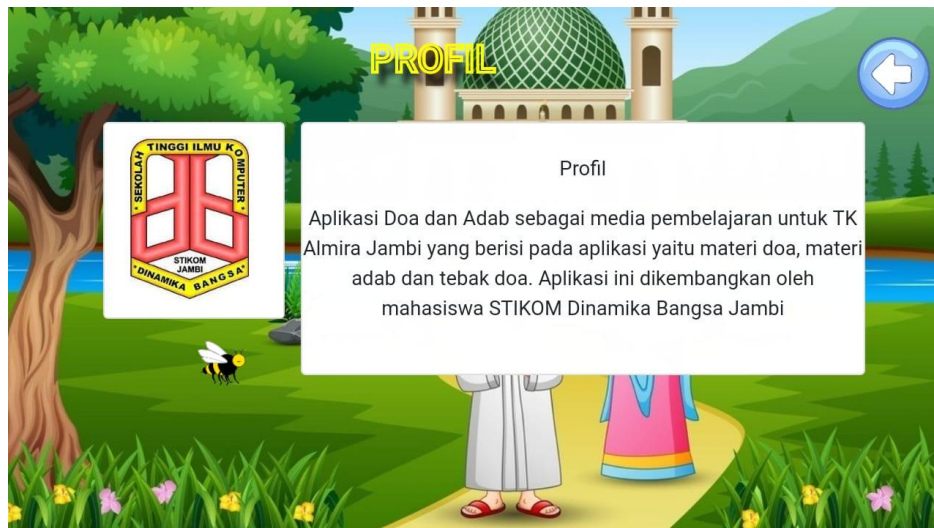 PROFIL
SEKOLAH TINGGI ILMU KOMPUTER
STIKOM
JAMBI
* DINAMIKA BANGSA *
Profil
Aplikasi Doa dan Adab sebagai media pembelajaran untuk TK
Almira Jambi yang berisi pada aplikasi yaitu materi doa, materi
adab dan tebak doa. Aplikasi ini dikembangkan oleh
mahasiswa STIKOM Dinamika Bangsa Jambi